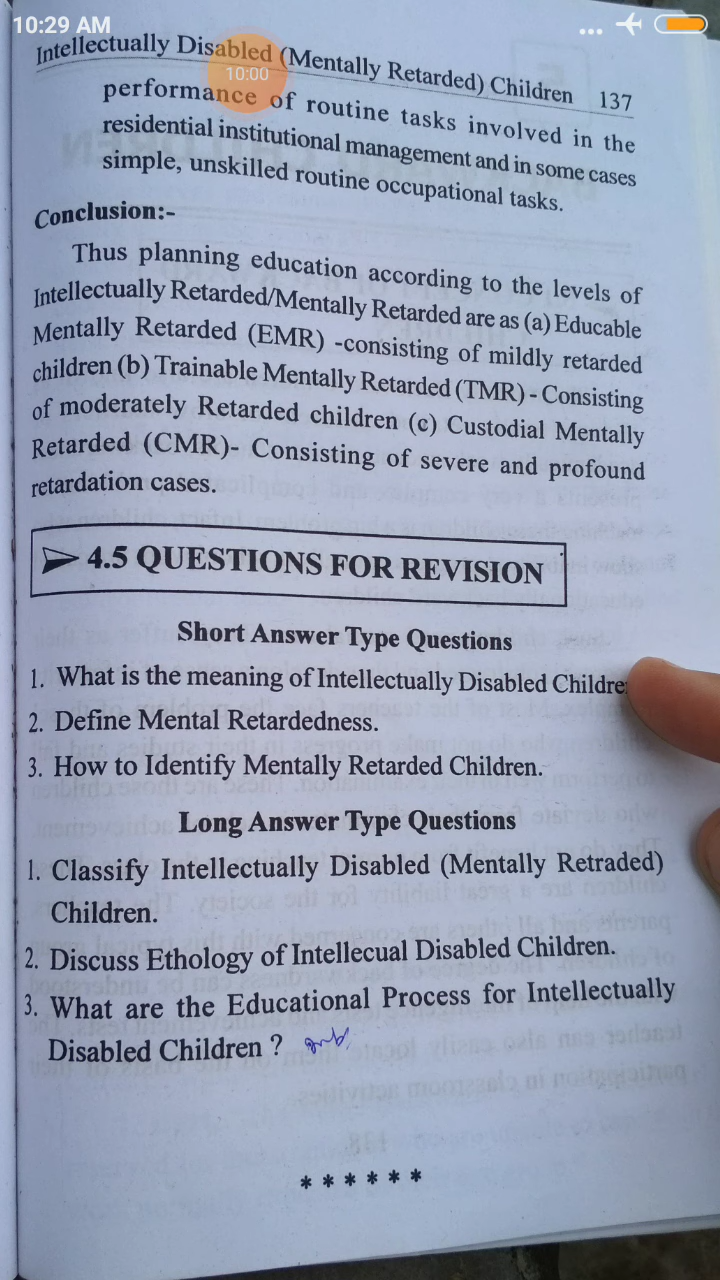 10:29 AM
Intellectually Disabled (Mentally Retarded) Children 137
10:00
performance of routine tasks involved in the
residential institutional management and in some cases
simple, unskilled routine occupational tasks.
Conclusion:-
Thus planning education according to the levels of
Intellectually Retarded/Mentally Retarded are as (a) Educable
Mentally Retarded (EMR) -consisting of mildly retarded
children (b) Trainable Mentally Retarded (TMR) - Consisting
of moderately Retarded children (c) Custodial Mentally
Retarded (CMR)- Consisting of severe and profound
retardation cases.
4.5 QUESTIONS FOR REVISION
Short Answer Type Questions
1. What is the meaning of Intellectually Disabled Childre
2. Define Mental Retardedness.
3. How to Identify Mentally Retarded Children.
Long Answer Type Questions
1. Classify Intellectually Disabled (Mentally Retraded)
Children.
2. Discuss Ethology of Intellecual Disabled Children.
3. What are the Educational Process for Intellectually
Disabled Children ?
******